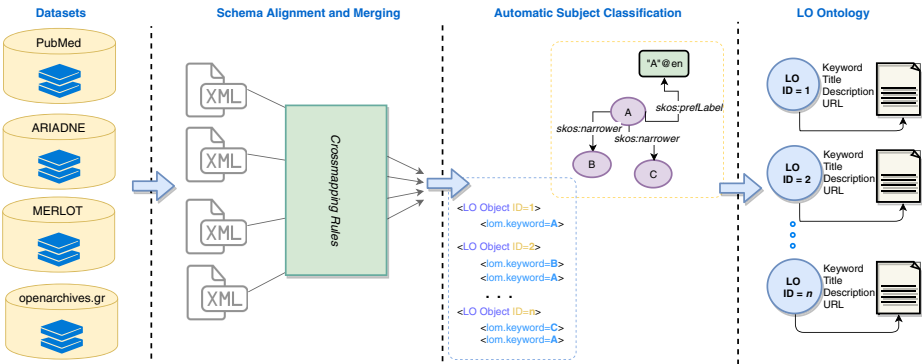 Datasets
Schema Alignment and Merging
Automatic Subject Classification
LO Ontology
PubMed
ARIADNE
MERLOT
openarchives.gr
XML
XML
XML
XML
Crossmapping Rules
"A"@en
skos:prefLabel
A
skos:narrower
skos:narrower
B
C
<LO Object ID=1>
<lom.keyword=A>
<LO Object ID=2>
<lom.keyword=B>
<lom.keyword=A>
. . .
<LO Object ID=n>
<lom.keyword=C>
<lom.keyword=A>
LO
ID = 1
Keyword
Title
Description
URL
LO
ID = 2
Keyword
Title
Description
URL
LO
ID = n
Keyword
Title
Description
URL